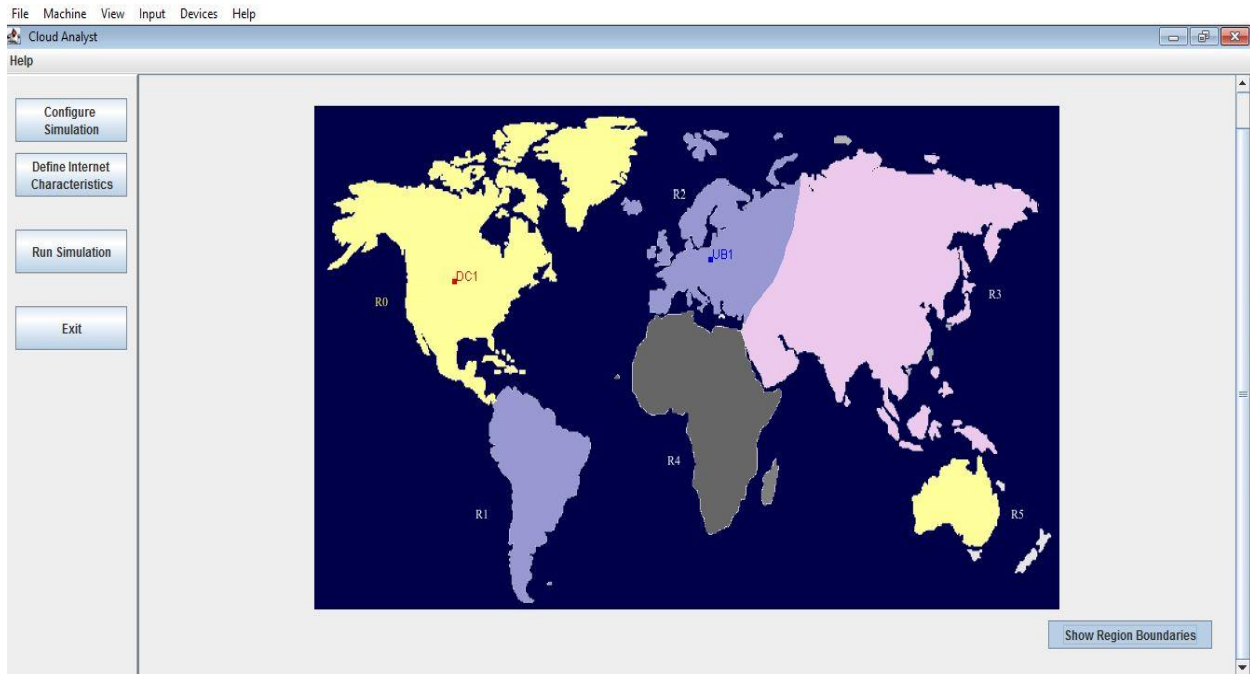 File Machine View Input Devices Help
Cloud Analyst
Help
Configure
Simulation
Define Internet
Characteristics
Run Simulation
Exit
R2
UB1
DC1
R0
R3
R4
R1
R5
Show Region Boundaries